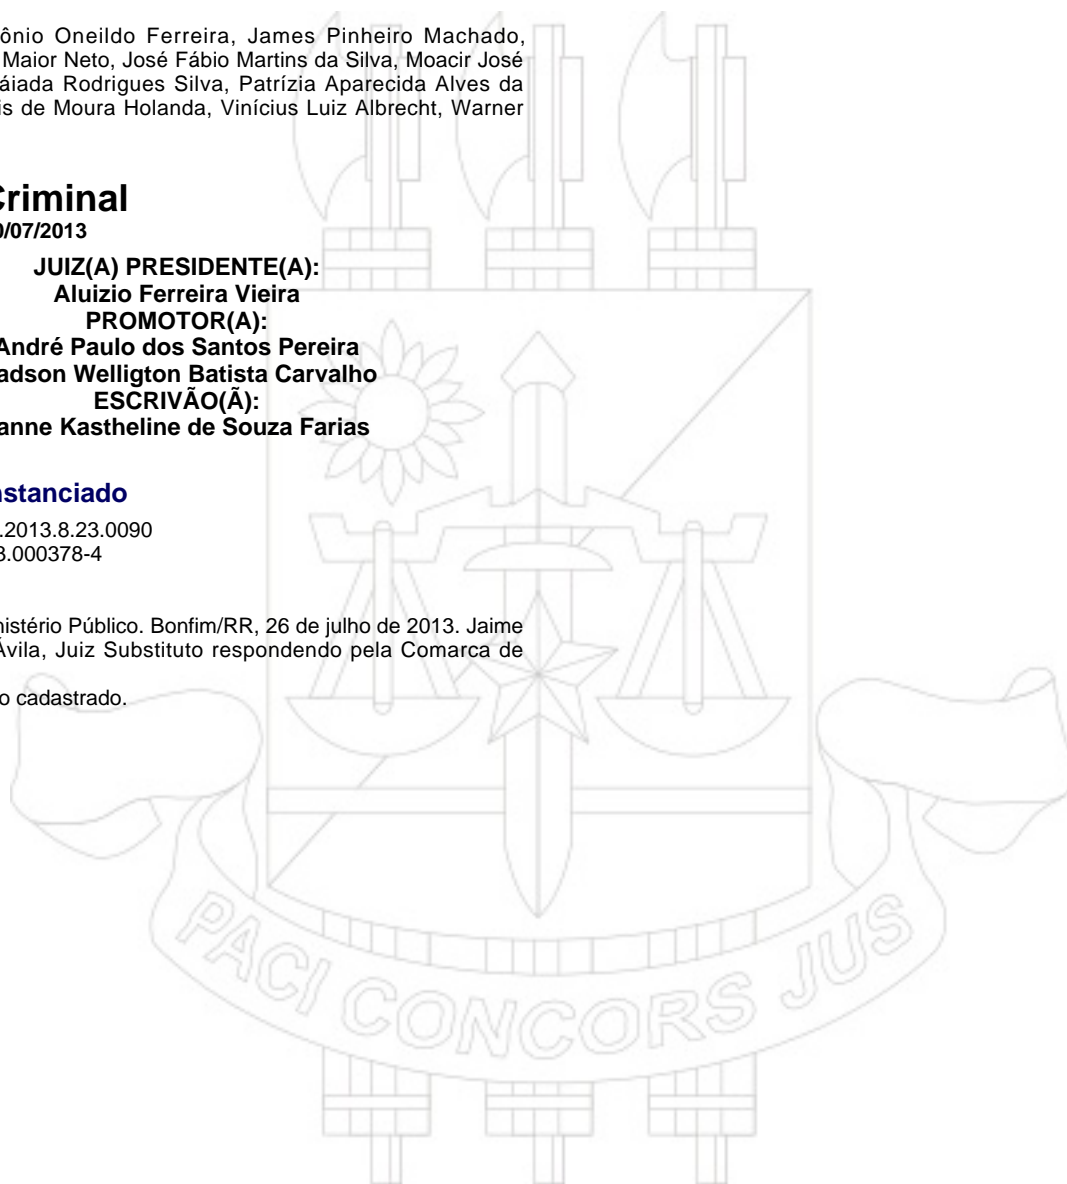 ônio Oneildo Ferreira, James Pinheiro Machado,
Maior Neto, José Fábio Martins da Silva, Moacir José
áiada Rodrigues Silva, Patrízia Aparecida Alves da
is de Moura Holanda, Vinícius Luiz Albrecht, Warner
Criminal
0/07/2013
JUIZ(A) PRESIDENTE(A):
Aluizio Ferreira Vieira
PROMOTOR(A):
André Paulo dos Santos Pereira
adson Welligton Batista Carvalho
ESCRIVÃO(Ã):
anne Kastheline de Souza Farias
nstanciado
.2013.8.23.0090
3.000378-4
nistério Público. Bonfim/RR, 26 de julho de 2013. Jaime
Ávila, Juiz Substituto respondendo pela Comarca de
o cadastrado.
PACI CONCORS JUS